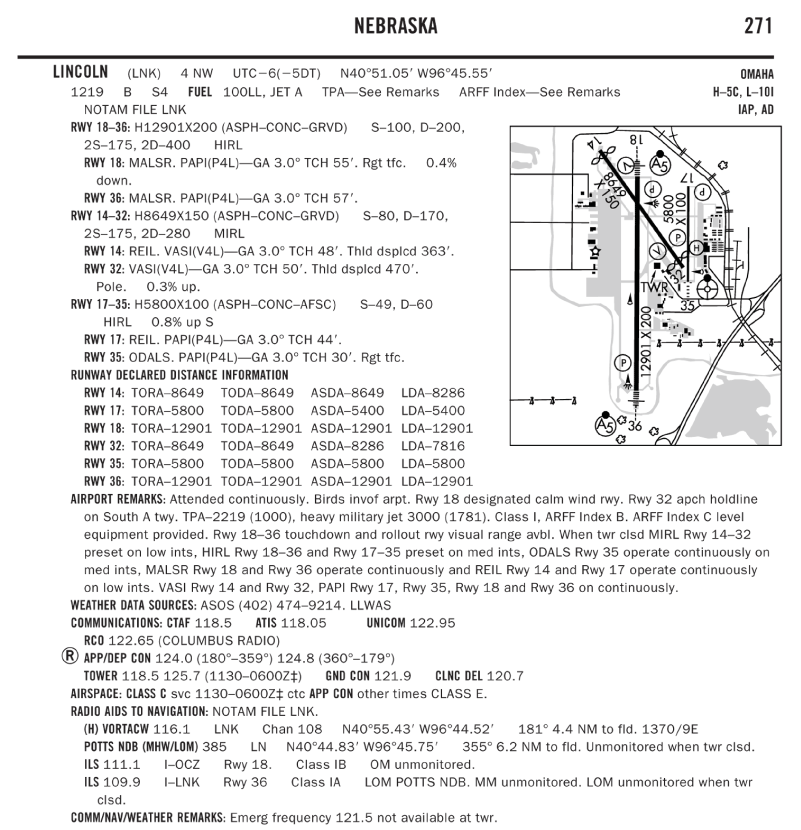 NEBRASKA 271
LINCOLN (LNK) 4 NW UTC–6(–5DT) N40°51.05′ W96°45.55′ OMAHA
1219 B S4 FUEL 100LL, JET A TPA—See Remarks ARFF Index—See Remarks H–5C, L–10I
NOTAM FILE LNK IAP, AD
RWY 18–36: H12901X200 (ASPH–CONC–GRVD) S–100, D–200,
2S–175, 2D–400 HIRL
RWY 18: MALSR. PAPI(P4L)—GA 3.0° TCH 55′. Rgt tfc. 0.4%
down.
RWY 36: MALSR. PAPI(P4L)—GA 3.0° TCH 57′.
RWY 14–32: H8649X150 (ASPH–CONC–GRVD) S–80, D–170,
2S–175, 2D–280 MIRL
RWY 14: REIL. VASI(V4L)—GA 3.0° TCH 48′. Thld dsplcd 363′.
RWY 32: VASI(V4L)—GA 3.0° TCH 50′. Thld dsplcd 470′.
Pole. 0.3% up.
RWY 17–35: H5800X100 (ASPH–CONC–AFSC) S–49, D–60
HIRL 0.8% up S
RWY 17: REIL. PAPI(P4L)—GA 3.0° TCH 44′.
RWY 35: ODALS. PAPI(P4L)—GA 3.0° TCH 30′. Rgt tfc.
RUNWAY DECLARED DISTANCE INFORMATION
RWY 14: TORA–8649 TODA–8649 ASDA–8649 LDA–8286
RWY 17: TORA–5800 TODA–5800 ASDA–5400 LDA–5400
RWY 18: TORA–12901 TODA–12901 ASDA–12901 LDA–12901
RWY 32: TORA–8649 TODA–8649 ASDA–8286 LDA–7816
RWY 35: TORA–5800 TODA–5800 ASDA–5800 LDA–5800
RWY 36: TORA–12901 TODA–12901 ASDA–12901 LDA–12901
14
18
A5
17
8649 X 150
5800 X100
P
P
P
V
V
H
32
TWR
35
12901 X 200
P
A5
36
AIRPORT REMARKS: Attended continuously. Birds invof arpt. Rwy 18 designated calm wind rwy. Rwy 32 apch holdline
on South A twy. TPA–2219 (1000), heavy military jet 3000 (1781). Class I, ARFF Index B. ARFF Index C level
equipment provided. Rwy 18–36 touchdown and rollout rwy visual range avbl. When twr clsd MIRL Rwy 14–32
preset on low ints, HIRL Rwy 18–36 and Rwy 17–35 preset on med ints, ODALS Rwy 35 operate continuously on
med ints, MALSR Rwy 18 and Rwy 36 operate continuously and REIL Rwy 14 and Rwy 17 operate continuously
on low ints. VASI Rwy 14 and Rwy 32, PAPI Rwy 17, Rwy 35, Rwy 18 and Rwy 36 on continuously.
WEATHER DATA SOURCES: ASOS (402) 474–9214. LLWAS
COMMUNICATIONS: CTAF 118.5 ATIS 118.05 UNICOM 122.95
RCO 122.65 (COLUMBUS RADIO)
Ⓡ APP/DEP CON 124.0 (180°–359°) 124.8 (360°–179°)
TOWER 118.5 125.7 (1130–0600Z‡) GND CON 121.9 CLNC DEL 120.7
AIRSPACE: CLASS C svc 1130–0600Z‡ ctc APP CON other times CLASS E.
RADIO AIDS TO NAVIGATION: NOTAM FILE LNK.
(H) VORTACW 116.1 LNK Chan 108 N40°55.43′ W96°44.52′ 181° 4.4 NM to fld. 1370/9E
POTTS NDB (MHW/LOM) 385 LN N40°44.83′ W96°45.75′ 355° 6.2 NM to fld. Unmonitored when twr clsd.
ILS 111.1 I–OCZ Rwy 18. Class IB OM unmonitored.
ILS 109.9 I–LNK Rwy 36 Class IA LOM POTTS NDB. MM unmonitored. LOM unmonitored when twr
clsd.
COMM/NAV/WEATHER REMARKS: Emerg frequency 121.5 not available at twr.